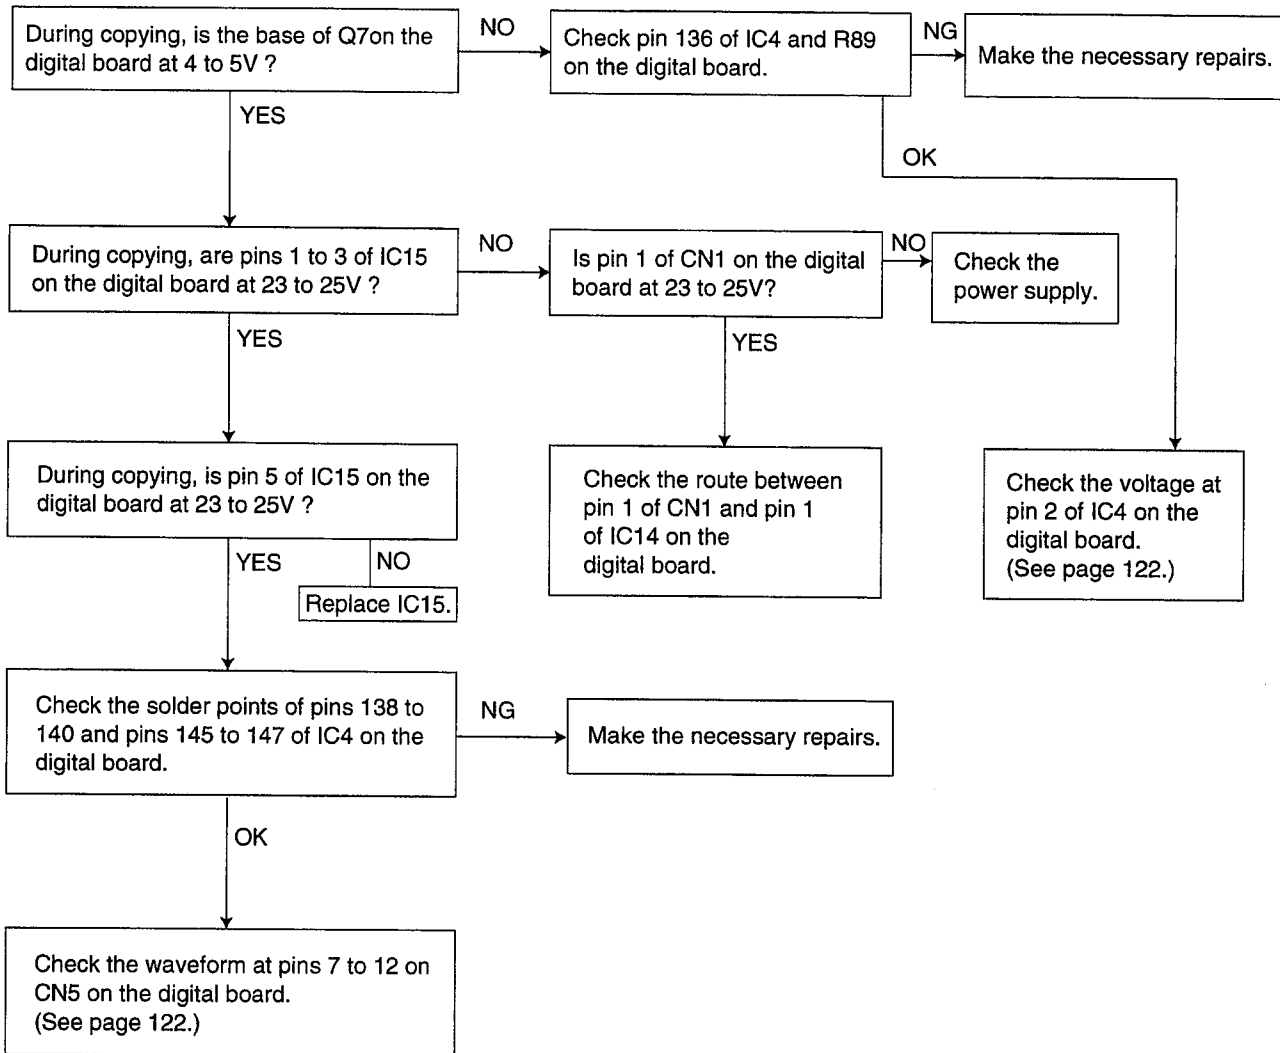 During copying, is the base of Q7on the
digital board at 4 to 5V ?
NO
Check pin 136 of IC4 and R89
on the digital board.
NG
Make the necessary repairs.
YES
OK
During copying, are pins 1 to 3 of IC15
on the digital board at 23 to 25V ?
NO
Is pin 1 of CN1 on the digital
board at 23 to 25V?
NO
Check the
power supply.
YES
YES
During copying, is pin 5 of IC15 on the
digital board at 23 to 25V ?
Check the route between
pin 1 of CN1 and pin 1
of IC14 on the
digital board.
Check the voltage at
pin 2 of IC4 on the
digital board.
(See page 122.)
YES
NO
Replace IC15.
Check the solder points of pins 138 to
140 and pins 145 to 147 of IC4 on the
digital board.
NG
Make the necessary repairs.
OK
Check the waveform at pins 7 to 12 on
CN5 on the digital board.
(See page 122.)